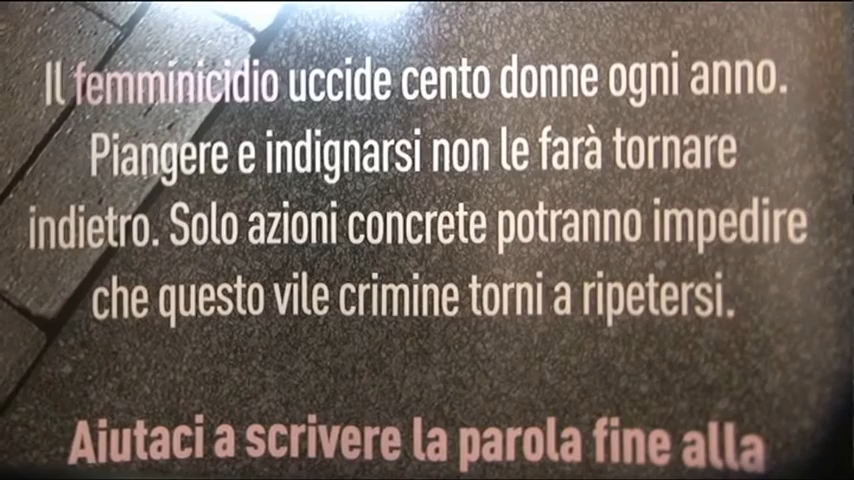 Il femminicidio uccide cento donne ogni anno.
Piangere e indignarsi non le farà tornare
indietro. Solo azioni concrete potranno impedire
che questo vile crimine torni a ripetersi.
Aiutaci a scrivere la parola fine alla